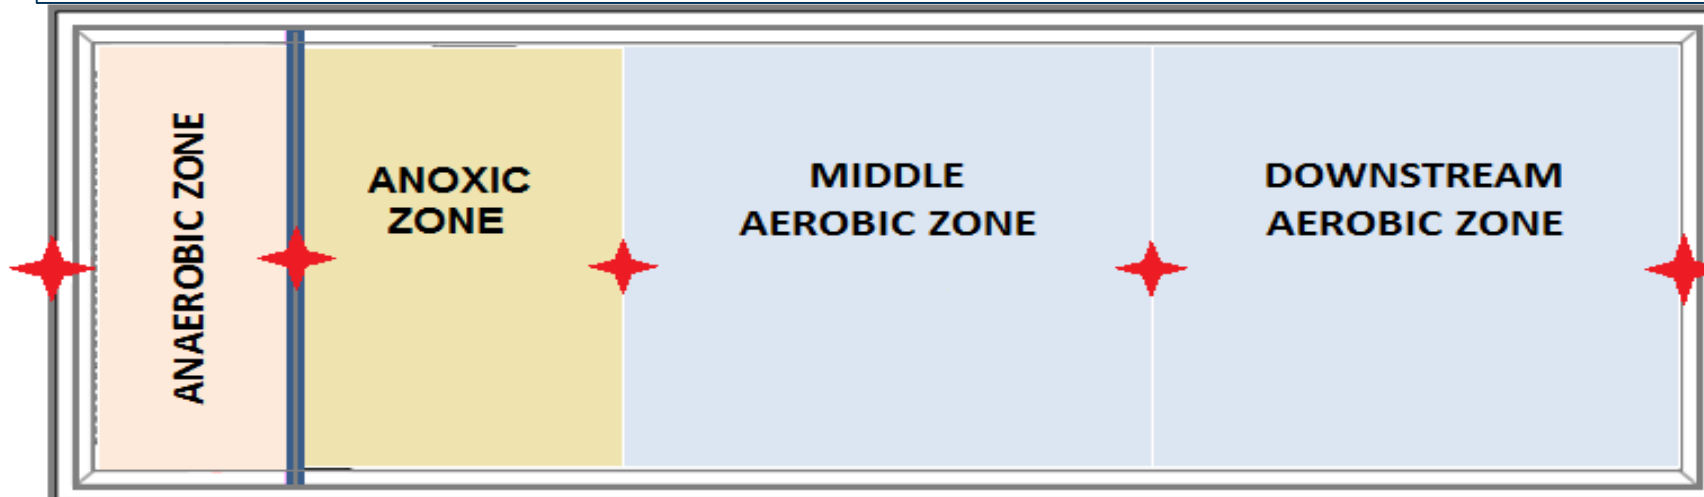 ANAEROBIC ZONE
ANOXIC
ZONE
MIDDLE
AEROBIC ZONE
DOWNSTREAM
AEROBIC ZONE